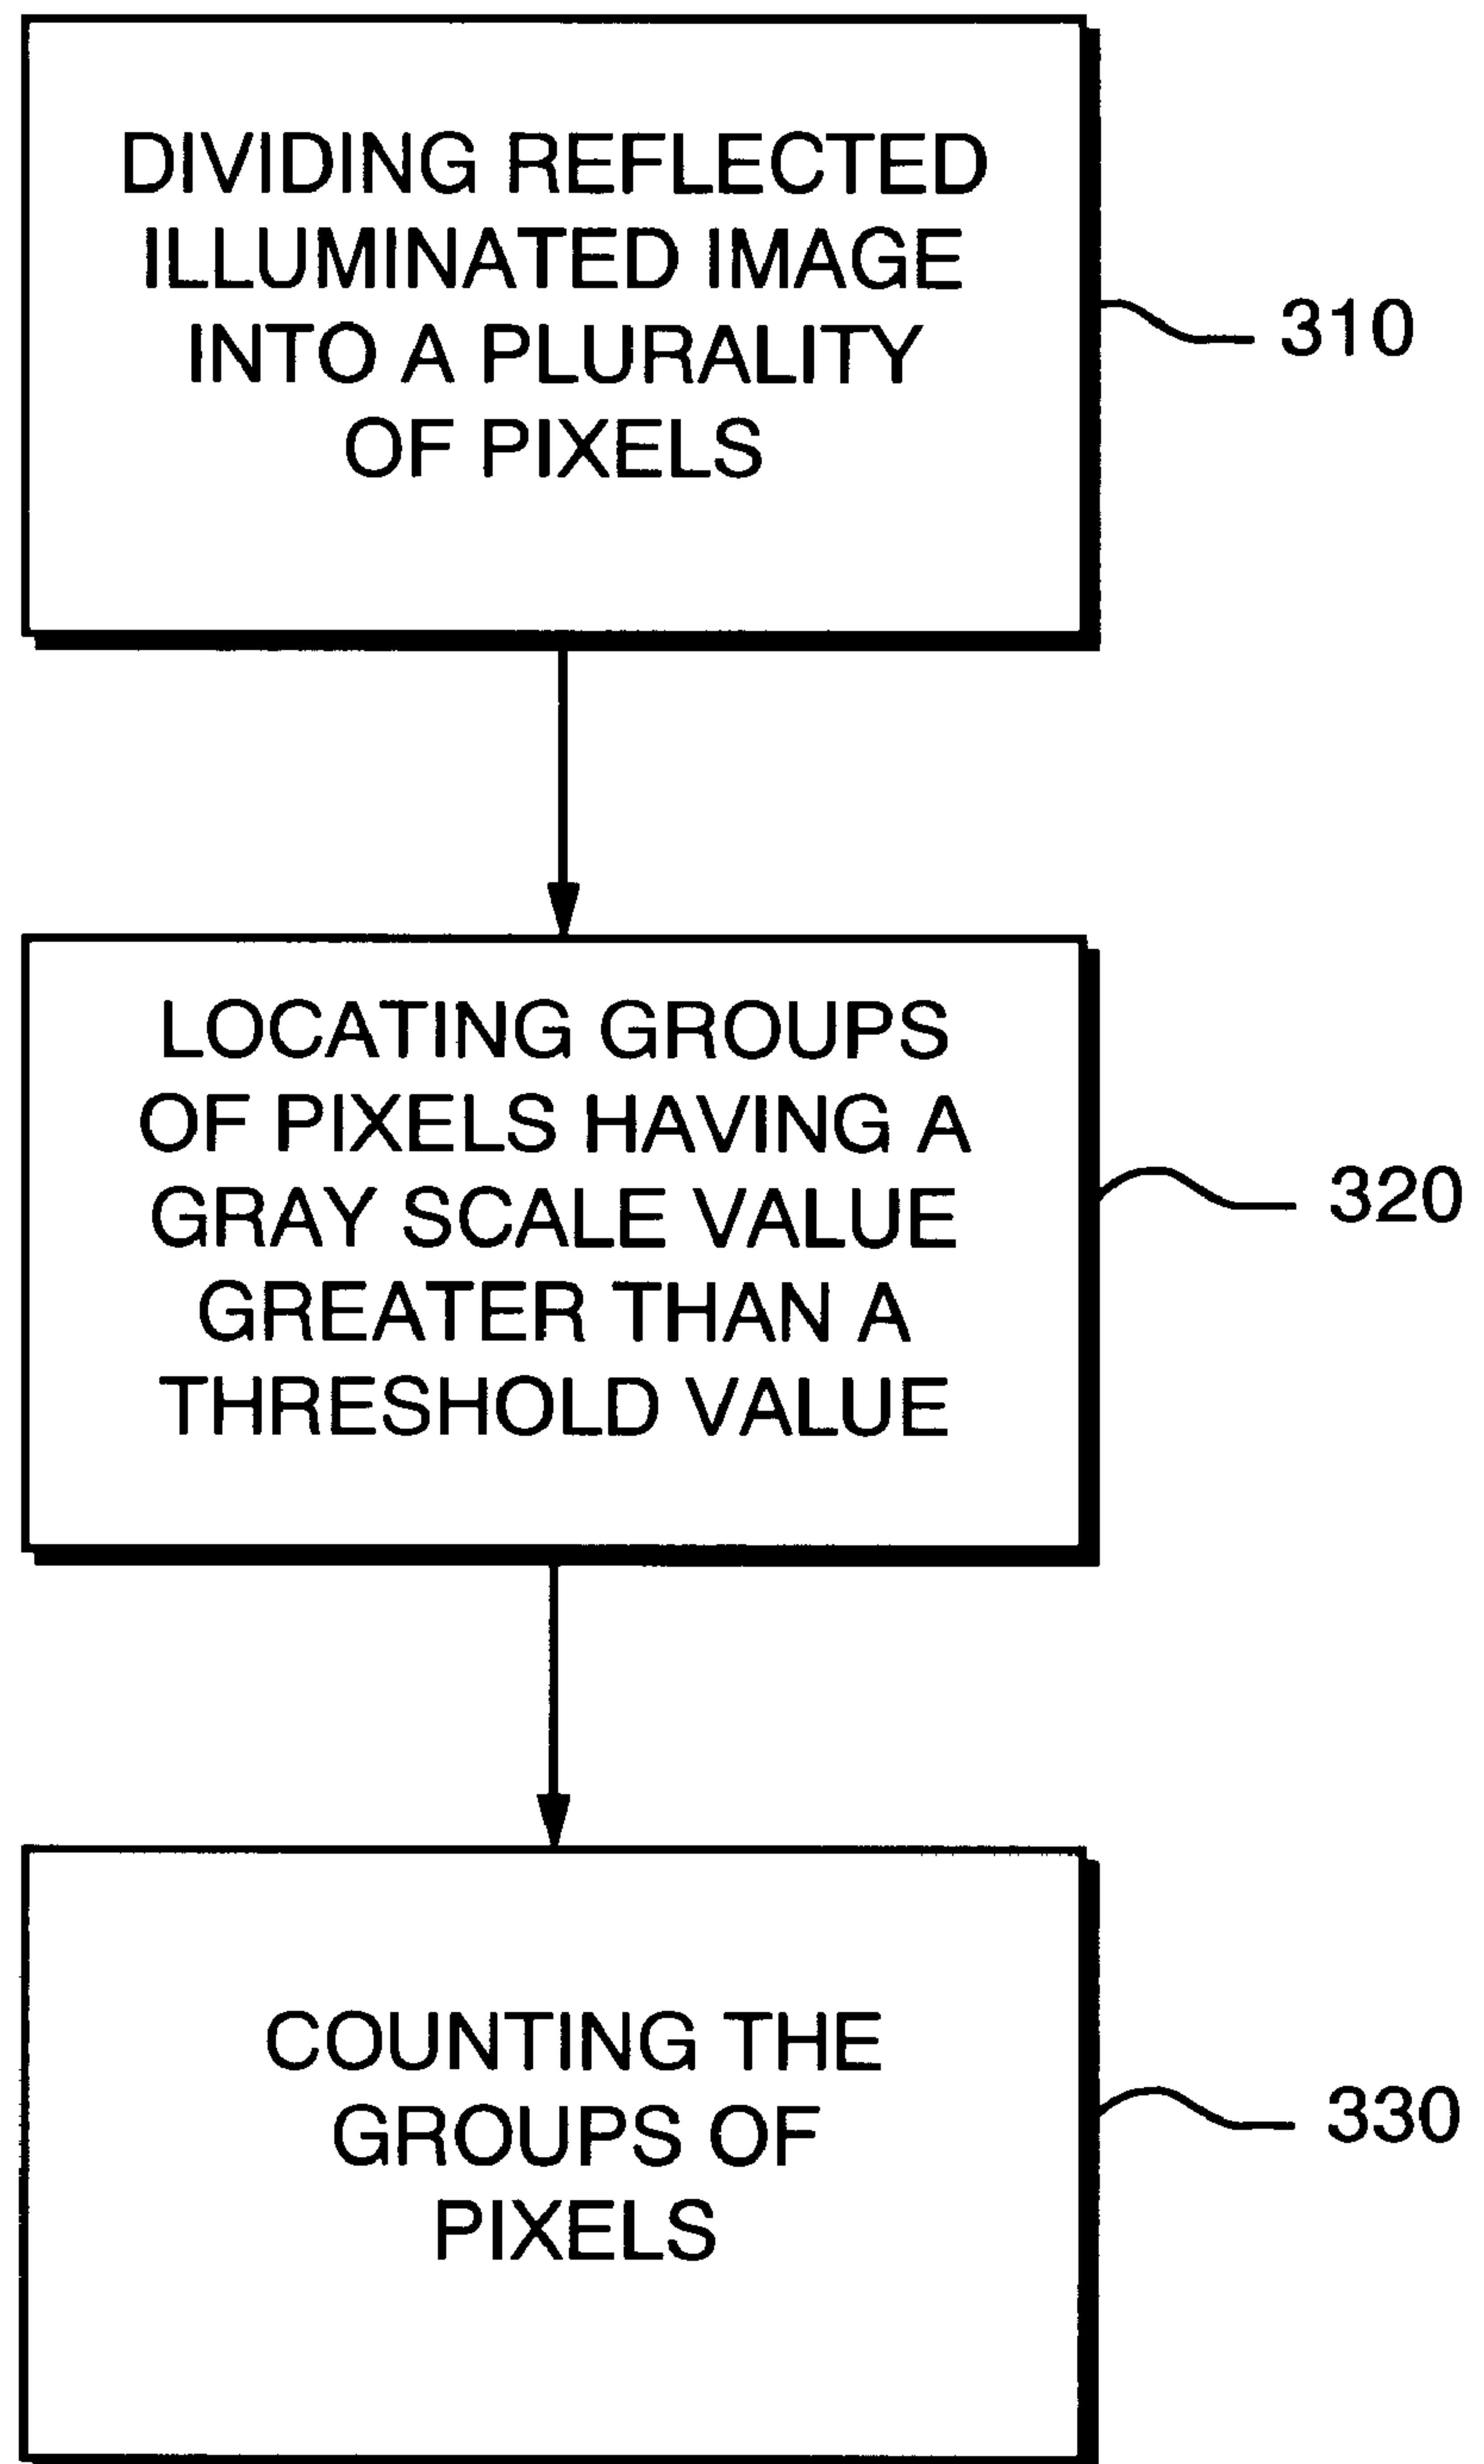 DIVIDING REFLECTED
ILLUMINATED IMAGE
INTO A PLURALITY
OF PIXELS
310
LOCATING GROUPS
OF PIXELS HAVING A
GRAY SCALE VALUE
GREATER THAN A
THRESHOLD VALUE
320
COUNTING THE
GROUPS OF
PIXELS
330